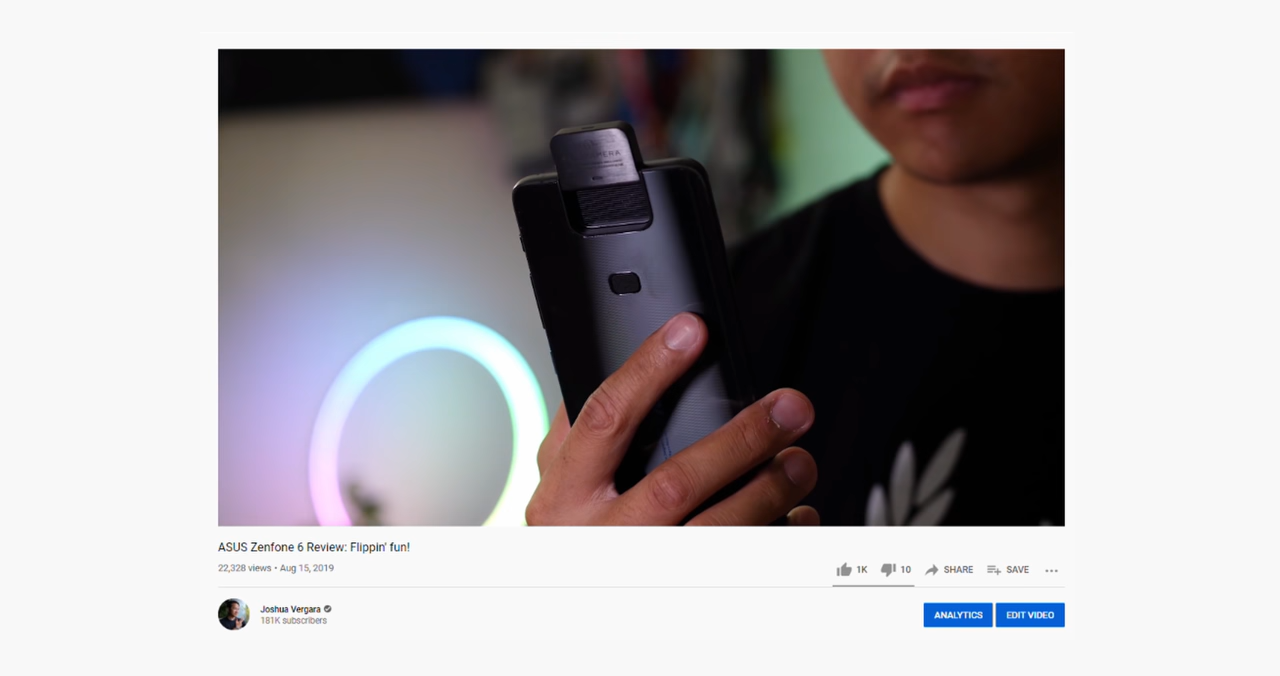 ASUS Zenfone 6 Review: Flippin' fun!
22,328 views • Aug 15, 2019
1K 10 SHARE SAVE ...
Joshua Vergara
181K subscribers
ANALYTICS EDIT VIDEO